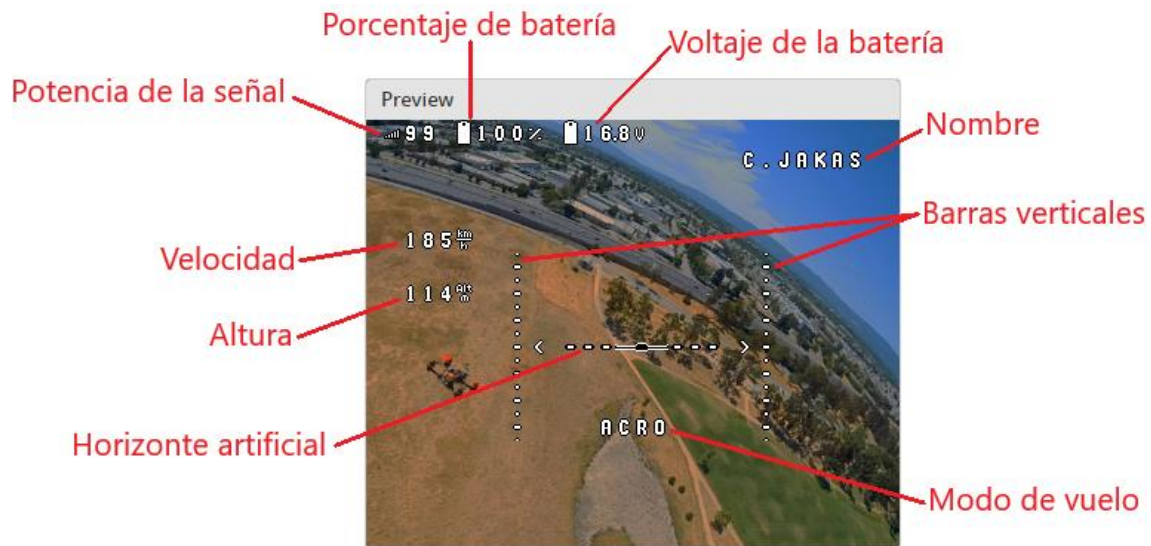 Porcentaje de batería
Voltaje de la batería
Potencia de la señal
Preview
99 100% 16.8V
Nombre
C.JAKAS
Barras verticales
185 km/h
Velocidad
114 Alt m
Altura
Horizonte artificial
ACRO
Modo de vuelo